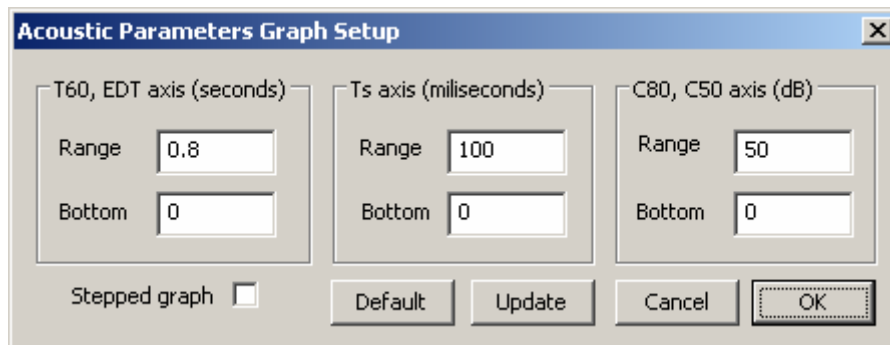 Acoustic Parameters Graph Setup
T60, EDT axis (seconds)
Range 0.8
Bottom 0
Ts axis (miliseconds)
Range 100
Bottom 0
C80, C50 axis (dB)
Range 50
Bottom 0
Stepped graph
Default Update Cancel OK